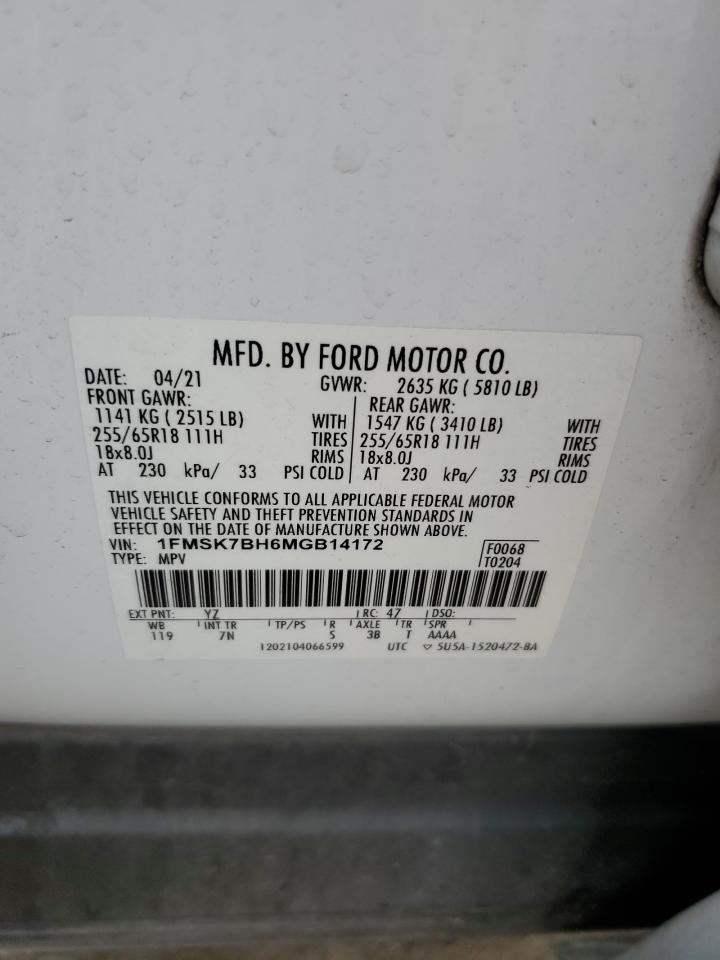 MFD. BY FORD MOTOR CO.
DATE: 04/21 GVWR: 2635 KG ( 5810 LB)
FRONT GAWR: REAR GAWR:
1141 KG ( 2515 LB) WITH 1547 KG ( 3410 LB) WITH
255/65R18 111H TIRES 255/65R18 111H TIRES
18x8.0J RIMS 18x8.0J RIMS
AT 230 kPa/ 33 PSI COLD AT 230 kPa/ 33 PSI COLD
THIS VEHICLE CONFORMS TO ALL APPLICABLE FEDERAL MOTOR
VEHICLE SAFETY AND THEFT PREVENTION STANDARDS IN
EFFECT ON THE DATE OF MANUFACTURE SHOWN ABOVE.
VIN: 1FMSK7BH6MGB14172 F0068
TYPE: MPV T0204
EXT PNT: YZ RC: 47 DSO:
WB INT TR TP/PS R AXLE TR SPR
119 7N S 3B T AAAA
1202104066599 UTC ▽ 5U5A-1520472-BA